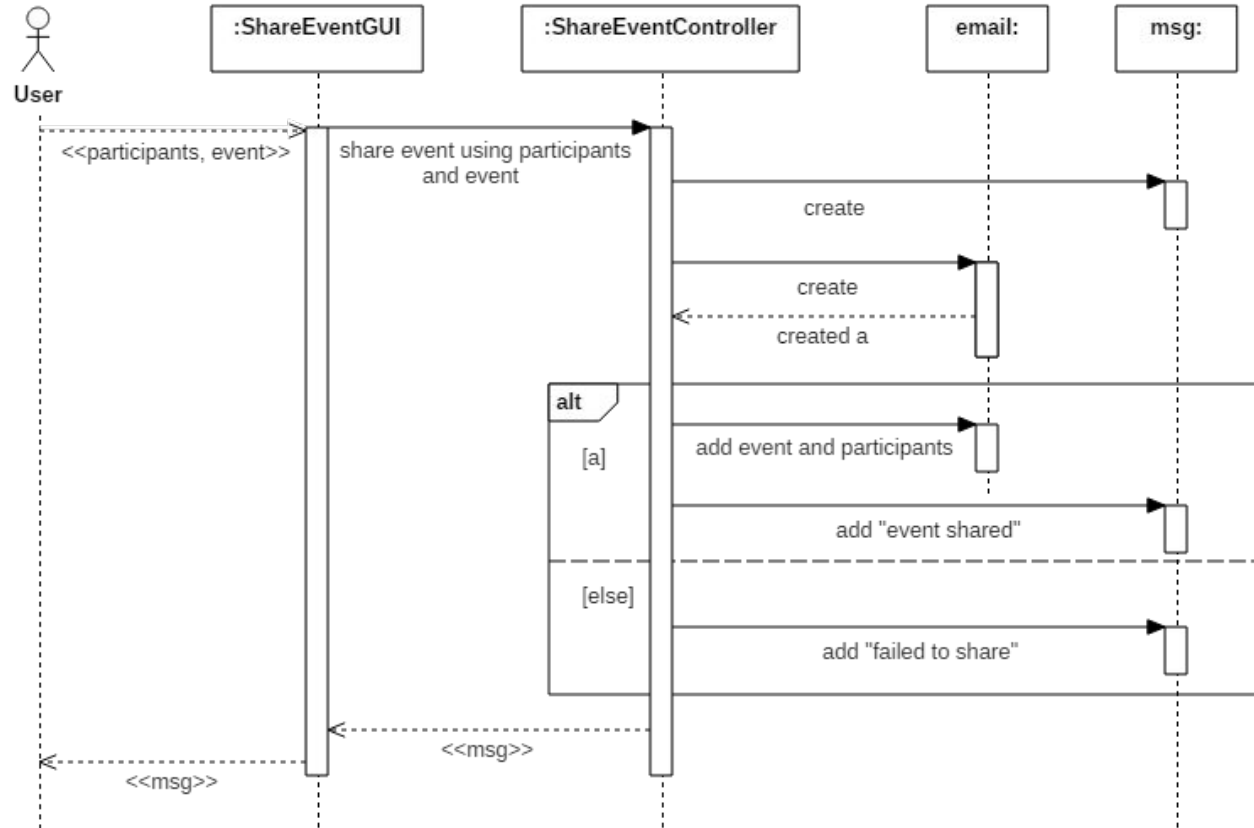 :ShareEventGUI
:ShareEventController
email:
msg:
User
<<participants, event>>
share event using participants
and event
create
create
created a
alt
[a]
add event and participants
add "event shared"
[else]
add "failed to share"
<<msg>>
<<msg>>